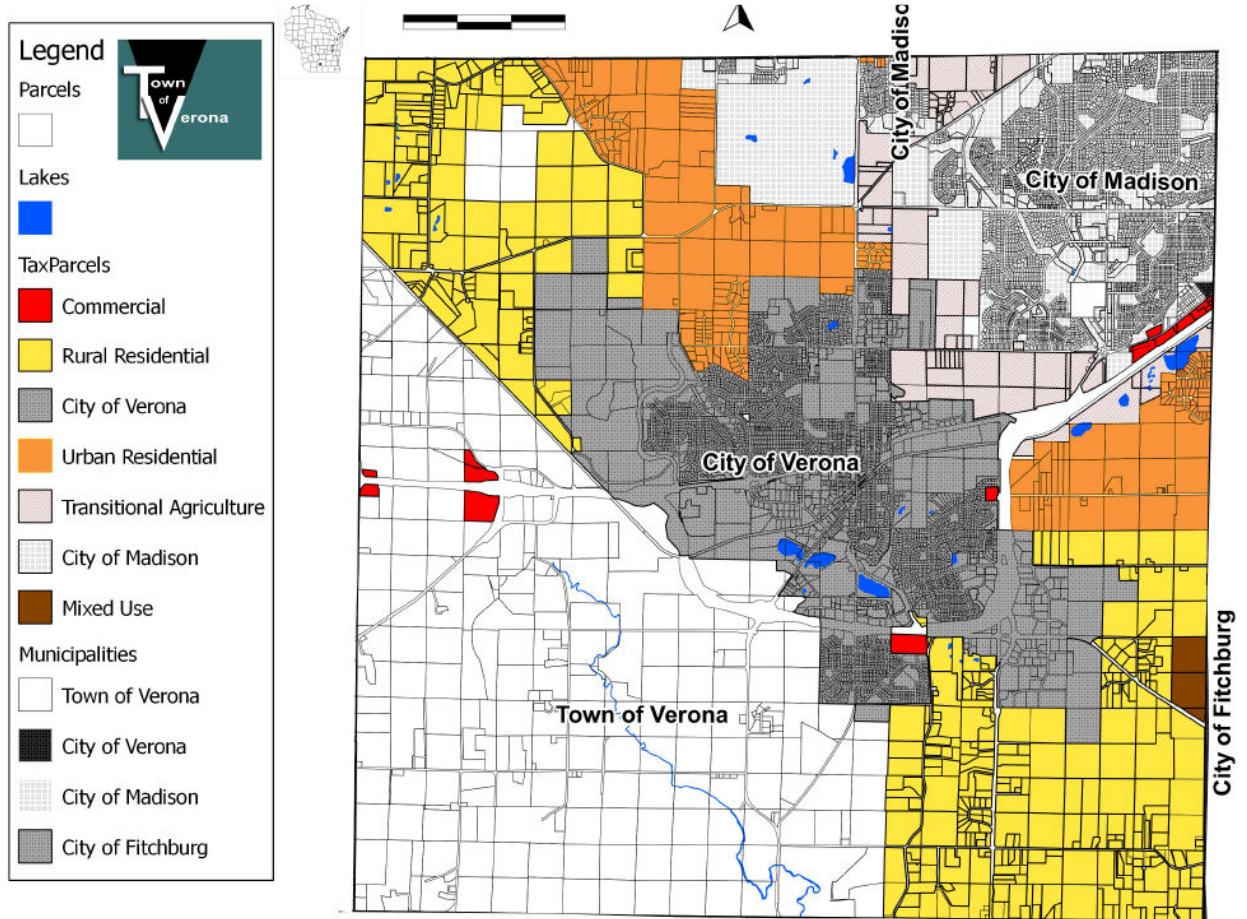 Legend
Town
of
Verona
Parcels
Lakes
TaxParcels
Commercial
Rural Residential
City of Verona
Urban Residential
Transitional Agriculture
City of Madison
Mixed Use
Municipalities
Town of Verona
City of Verona
City of Madison
City of Fitchburg
City of Madiso
City of Madison
City of Verona
Town of Verona
City of Fitchburg